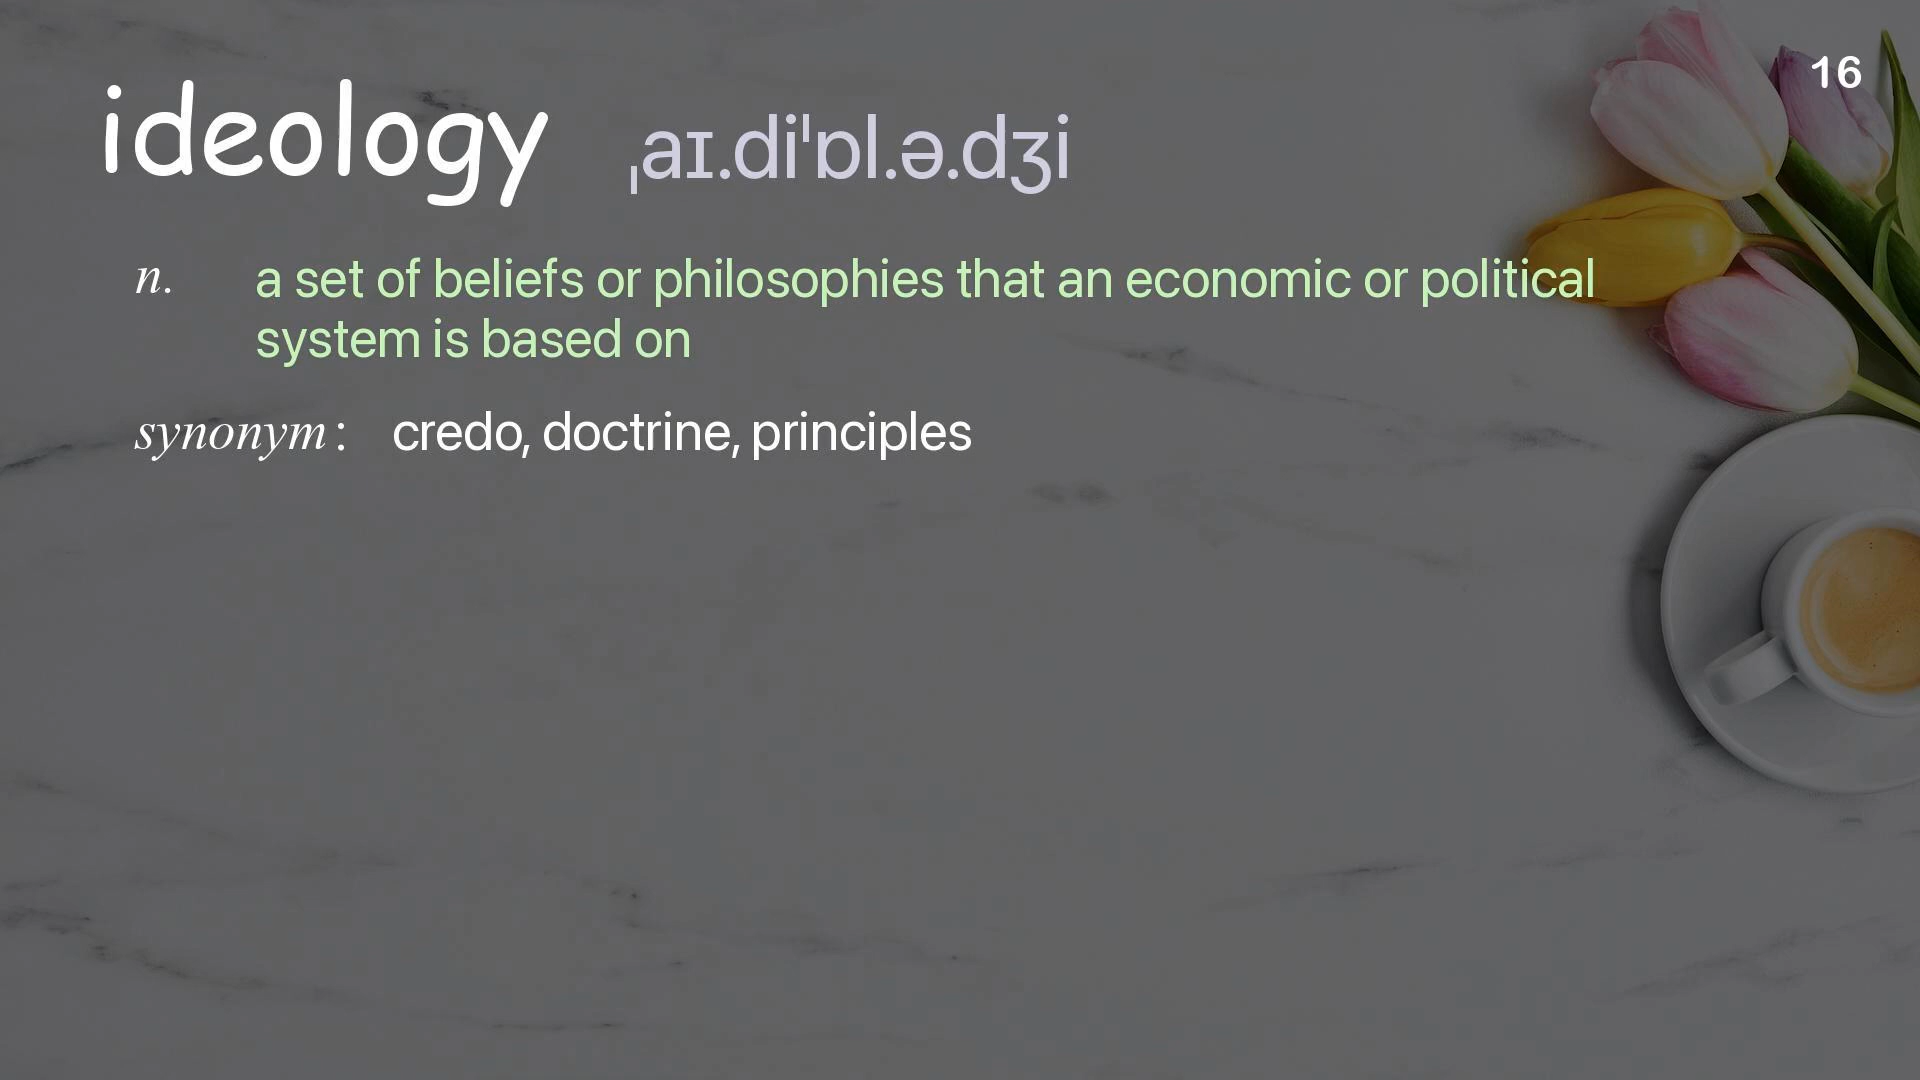 16
ideology ˌaɪ.diˈɒl.ə.dʒi
n. a set of beliefs or philosophies that an economic or political
system is based on
synonym : credo, doctrine, principles